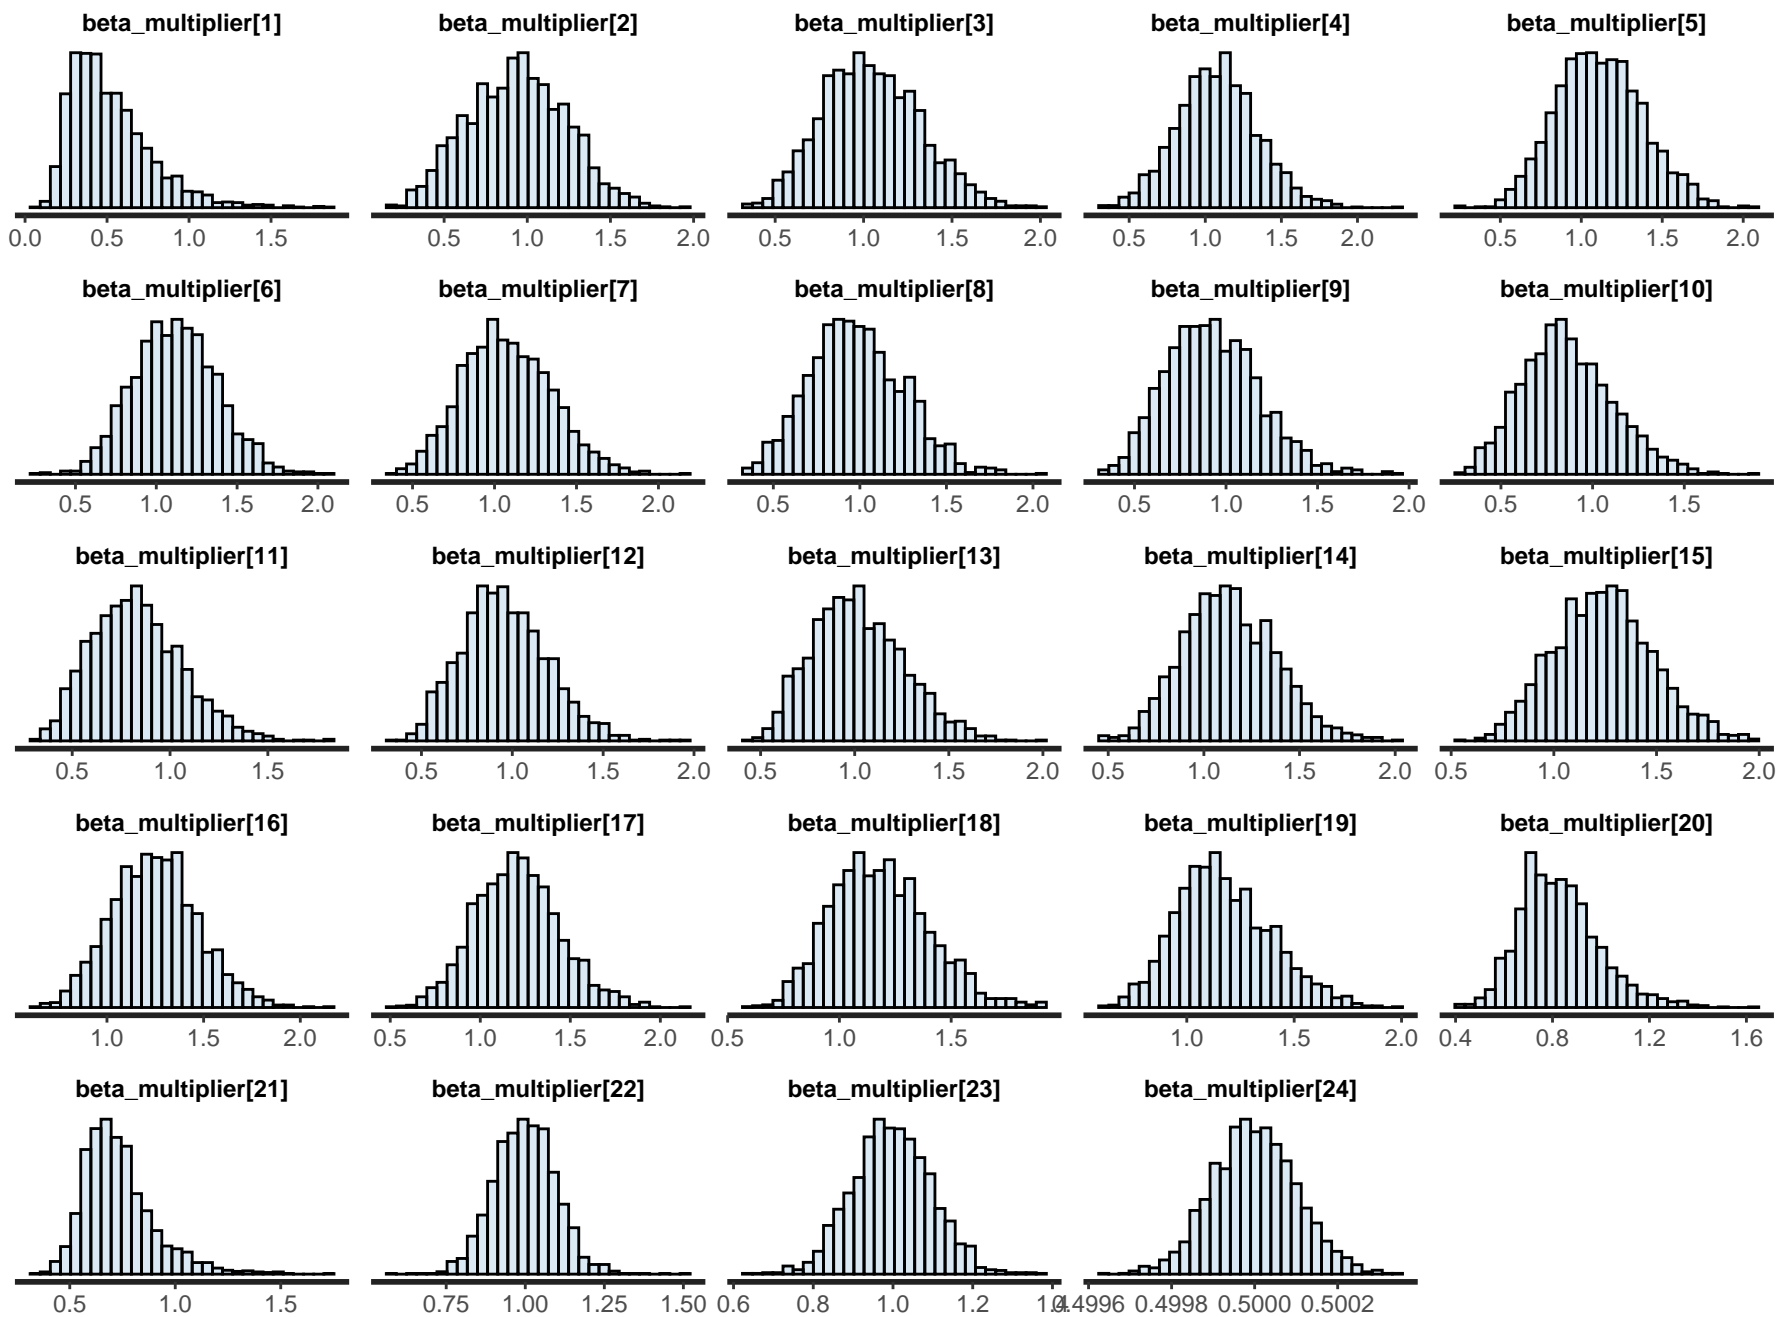 beta_multiplier[1] beta_multiplier[2] beta_multiplier[3] beta_multiplier[4] beta_multiplier[5]
0.0 0.5 1.0 1.5 0.5 1.0 1.5 2.0 0.5 1.0 1.5 2.0 0.5 1.0 1.5 2.0 0.5 1.0 1.5 2.0
beta_multiplier[6] beta_multiplier[7] beta_multiplier[8] beta_multiplier[9] beta_multiplier[10]
0.5 1.0 1.5 2.0 0.5 1.0 1.5 2.0 0.5 1.0 1.5 2.0 0.5 1.0 1.5 2.0 0.5 1.0 1.5
beta_multiplier[11] beta_multiplier[12] beta_multiplier[13] beta_multiplier[14] beta_multiplier[15]
0.5 1.0 1.5 0.5 1.0 1.5 2.0 0.5 1.0 1.5 2.0 0.5 1.0 1.5 2.0 0.5 1.0 1.5 2.0
beta_multiplier[16] beta_multiplier[17] beta_multiplier[18] beta_multiplier[19] beta_multiplier[20]
1.0 1.5 2.0 0.5 1.0 1.5 2.0 0.5 1.0 1.5 1.0 1.5 2.0 0.4 0.8 1.2 1.6
beta_multiplier[21] beta_multiplier[22] beta_multiplier[23] beta_multiplier[24]
0.5 1.0 1.5 0.75 1.00 1.25 1.50 0.6 0.8 1.0 1.2 1.4 0.4996 0.4998 0.5000 0.5002